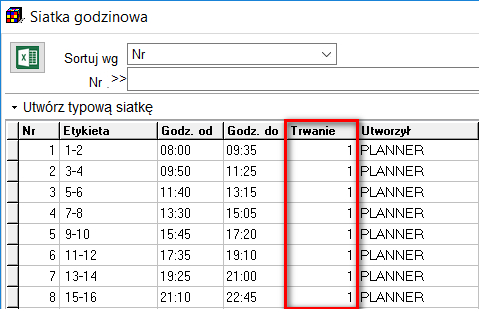 Siatka godzinowa
Sortuj wg Nr
Nr .>>
Utwórz typową siatkę
Nr Etykieta Godz. od Godz. do Trwanie Utworzył
1 1-2 08:00 09:35 1 PLANNER
2 3-4 09:50 11:25 1 PLANNER
3 5-6 11:40 13:15 1 PLANNER
4 7-8 13:30 15:05 1 PLANNER
5 9-10 15:45 17:20 1 PLANNER
6 11-12 17:35 19:10 1 PLANNER
7 13-14 19:25 21:00 1 PLANNER
8 15-16 21:10 22:45 1 PLANNER